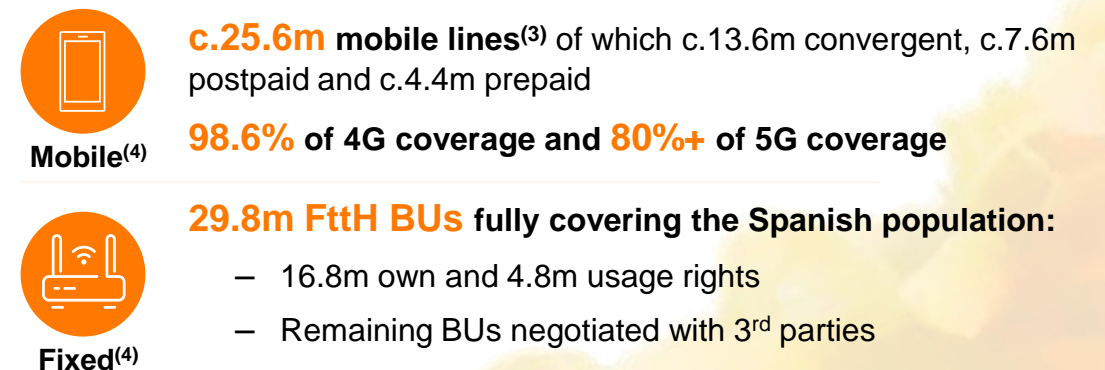 c.25.6m mobile lines(3) of which c.13.6m convergent, c.7.6m
postpaid and c.4.4m prepaid
98.6% of 4G coverage and 80%+ of 5G coverage
Mobile(4)
29.8m FttH BUs fully covering the Spanish population:
– 16.8m own and 4.8m usage rights
– Remaining BUs negotiated with 3rd parties
Fixed(4)